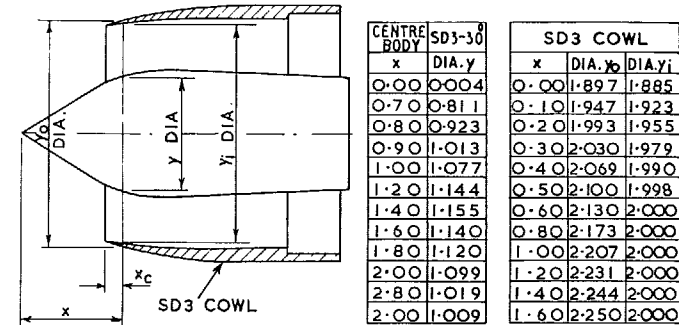 y₀ DIA.
y DIA
yᵢ DIA.
x_c
x
SD3 COWL
CENTRE BODY SD3-30°
x DIA. y
0·00 0·004
0·70 0·811
0·80 0·923
0·90 1·013
1·00 1·077
1·20 1·144
1·40 1·155
1·60 1·140
1·80 1·120
2·00 1·099
2·80 1·019
2·00 1·009
SD3 COWL
x DIA. y₀ DIA. yᵢ
0·00 1·897 1·885
0·10 1·947 1·923
0·20 1·993 1·955
0·30 2·030 1·979
0·40 2·069 1·990
0·50 2·100 1·998
0·60 2·130 2·000
0·80 2·173 2·000
1·00 2·207 2·000
1·20 2·231 2·000
1·40 2·244 2·000
1·60 2·250 2·000